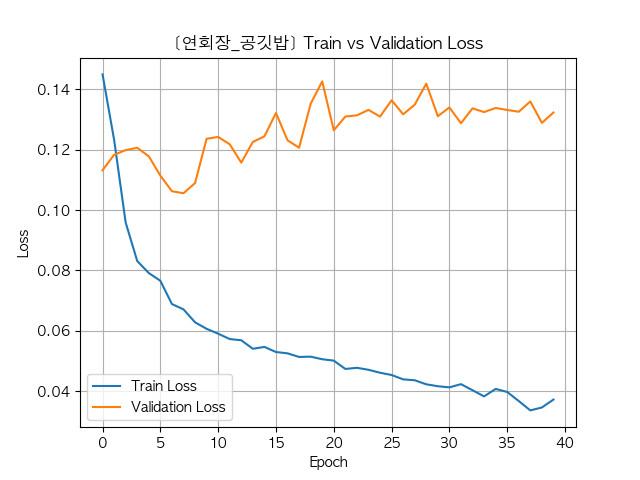 [연회장_공깃밥] Train vs Validation Loss
Loss
0.14
0.12
0.10
0.08
0.06
0.04
Train Loss
Validation Loss
0 5 10 15 20 25 30 35 40
Epoch